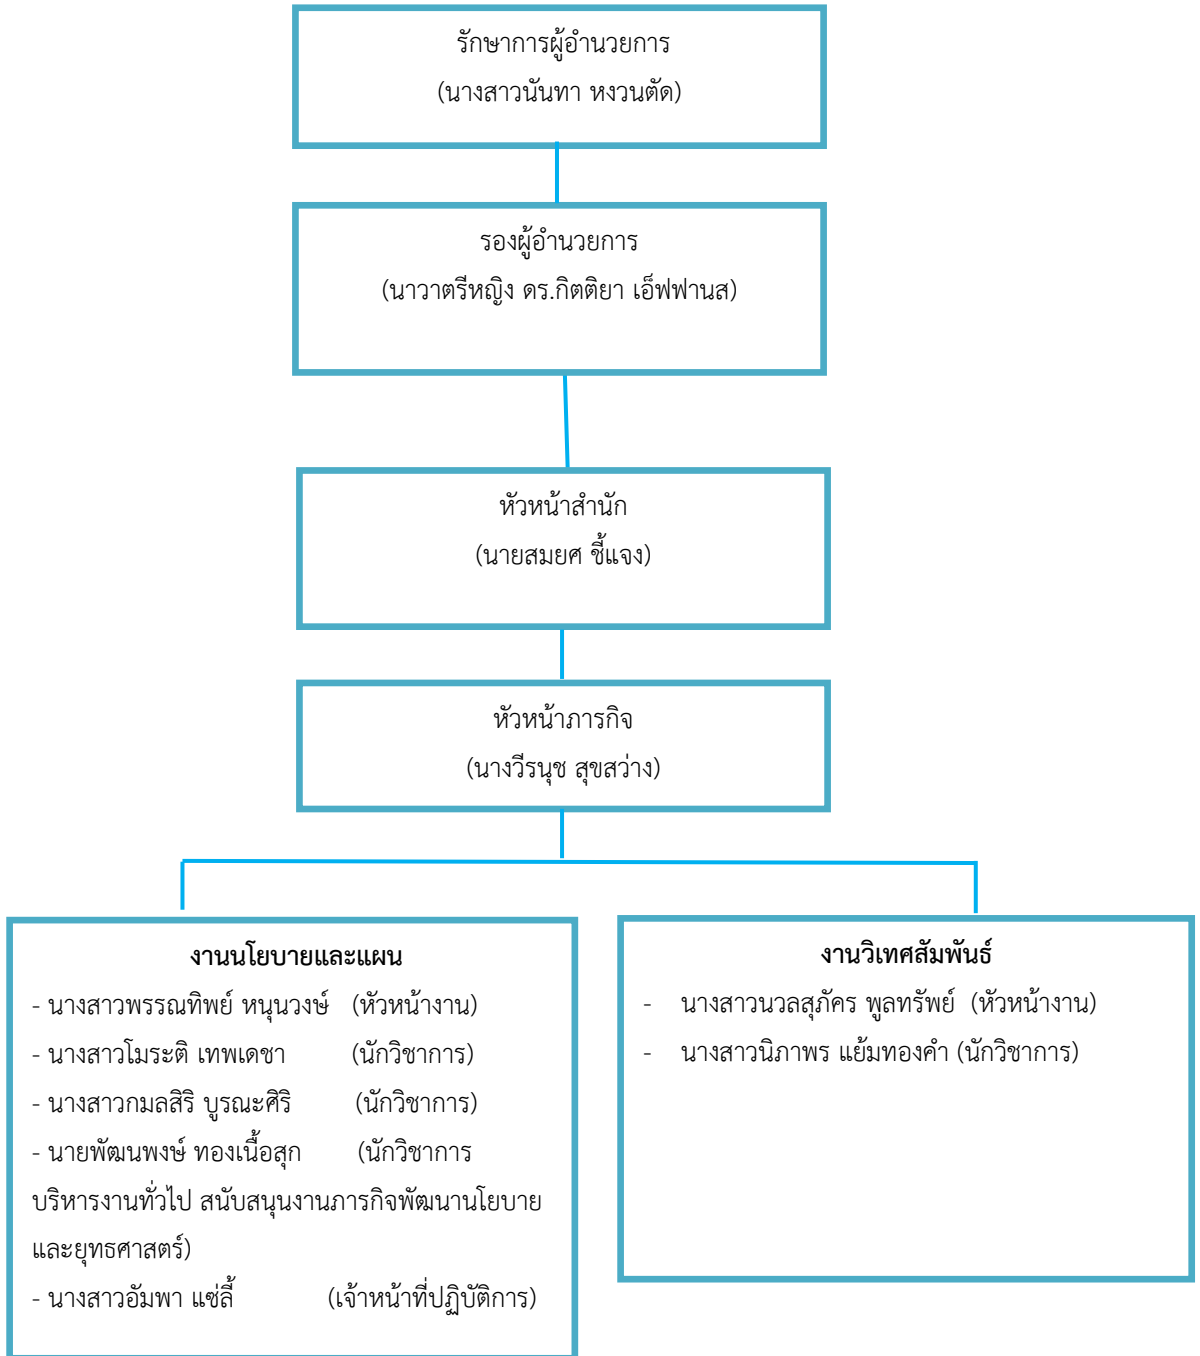 รักษาการผู้อำนวยการ
(นางสาวนันทา หงวนตัด)
รองผู้อำนวยการ
(นาวาตรีหญิง ดร.กิตติยา เอ็ฟฟานส)
หัวหน้าสำนัก
(นายสมยศ ชี้แจง)
หัวหน้าภารกิจ
(นางวีรนุช สุขสว่าง)
งานนโยบายและแผน
- นางสาวพรรณทิพย์ หนุนวงษ์ (หัวหน้างาน)
- นางสาวโมระติ เทพเดชา (นักวิชาการ)
- นางสาวกมลสิริ บูรณะศิริ (นักวิชาการ)
- นายพัฒนพงษ์ ทองเนื้อสุก (นักวิชาการ
บริหารงานทั่วไป สนับสนุนงานภารกิจพัฒนานโยบาย
และยุทธศาสตร์)
- นางสาวอัมพา แซ่ลี้ (เจ้าหน้าที่ปฏิบัติการ)
งานวิเทศสัมพันธ์
- นางสาวนวลสุภัคร พูลทรัพย์ (หัวหน้างาน)
- นางสาวนิภาพร แย้มทองคำ (นักวิชาการ)